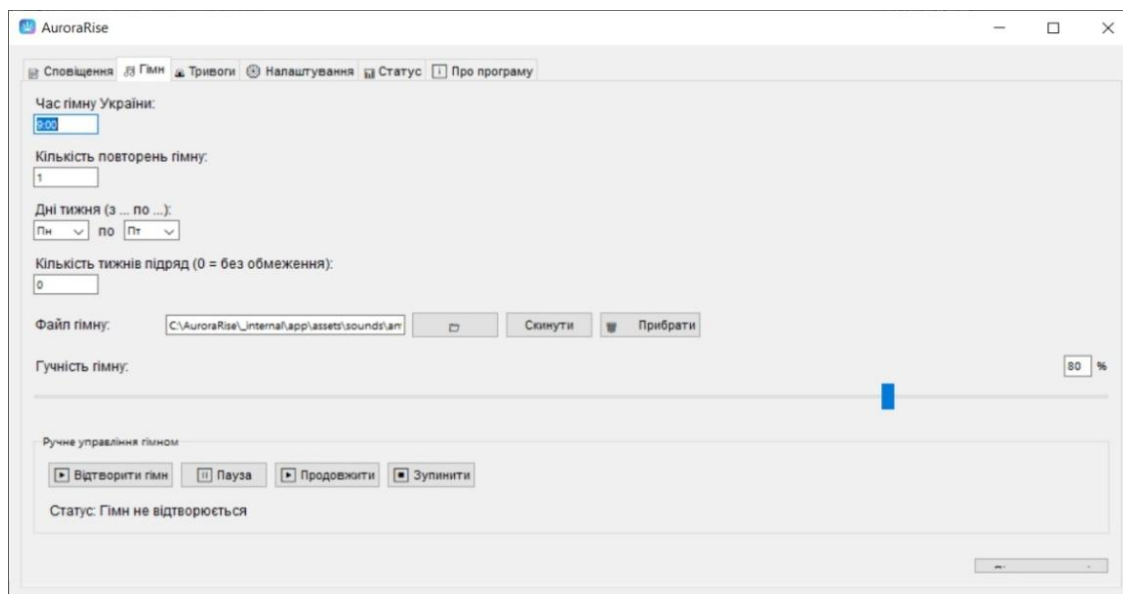 AuroraRise
Сповіщення Гімн Тривоги Налаштування Статус Про програму
Час гімну України:
9:00
Кількість повторень гімну:
1
Дні тижня (з ... по ...):
Пн по Пт
Кількість тижнів підряд (0 = без обмеження):
0
Файл гімну: C:\AuroraRise\_internal\app\assets\sounds\an Скинути Прибрати
Гучність гімну: 80 %
Ручне управління гімном
Відтворити гімн Пауза Продовжити Зупинити
Статус: Гімн не відтворюється